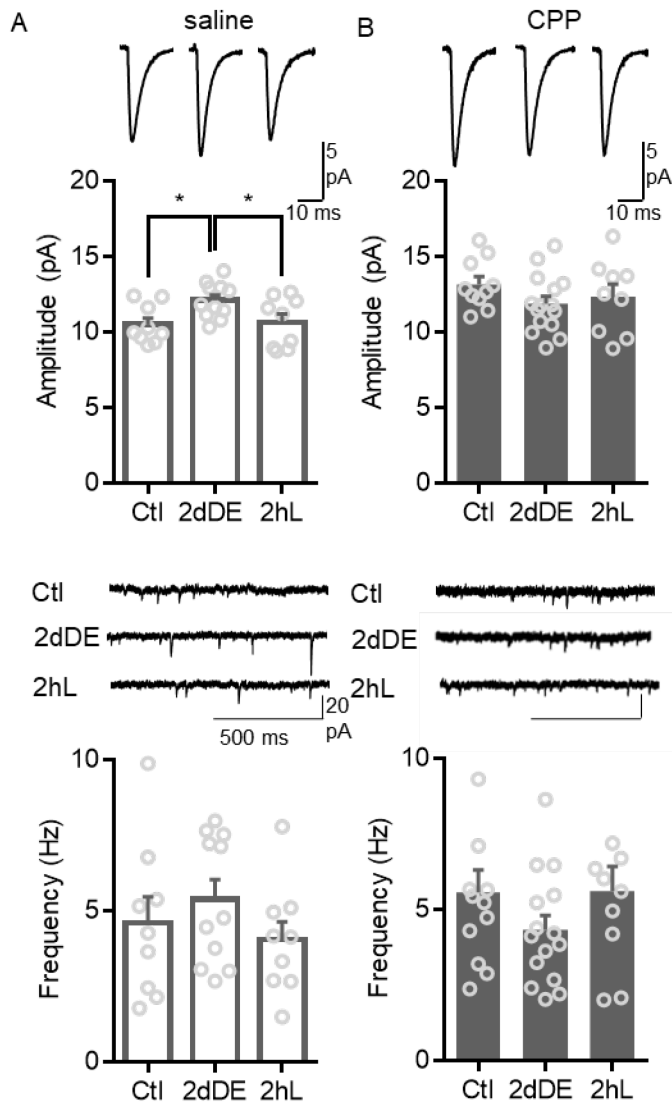 A saline B CPP
5
pA
10 ms
5
pA
10 ms
20
15
10
5
0
Amplitude (pA)
* *
Ctl 2dDE 2hL
20
15
10
5
0
Amplitude (pA)
Ctl 2dDE 2hL
Ctl
2dDE
2hL
20
pA
500 ms
Ctl
2dDE
2hL
10
5
0
Frequency (Hz)
Ctl 2dDE 2hL
10
5
0
Frequency (Hz)
Ctl 2dDE 2hL